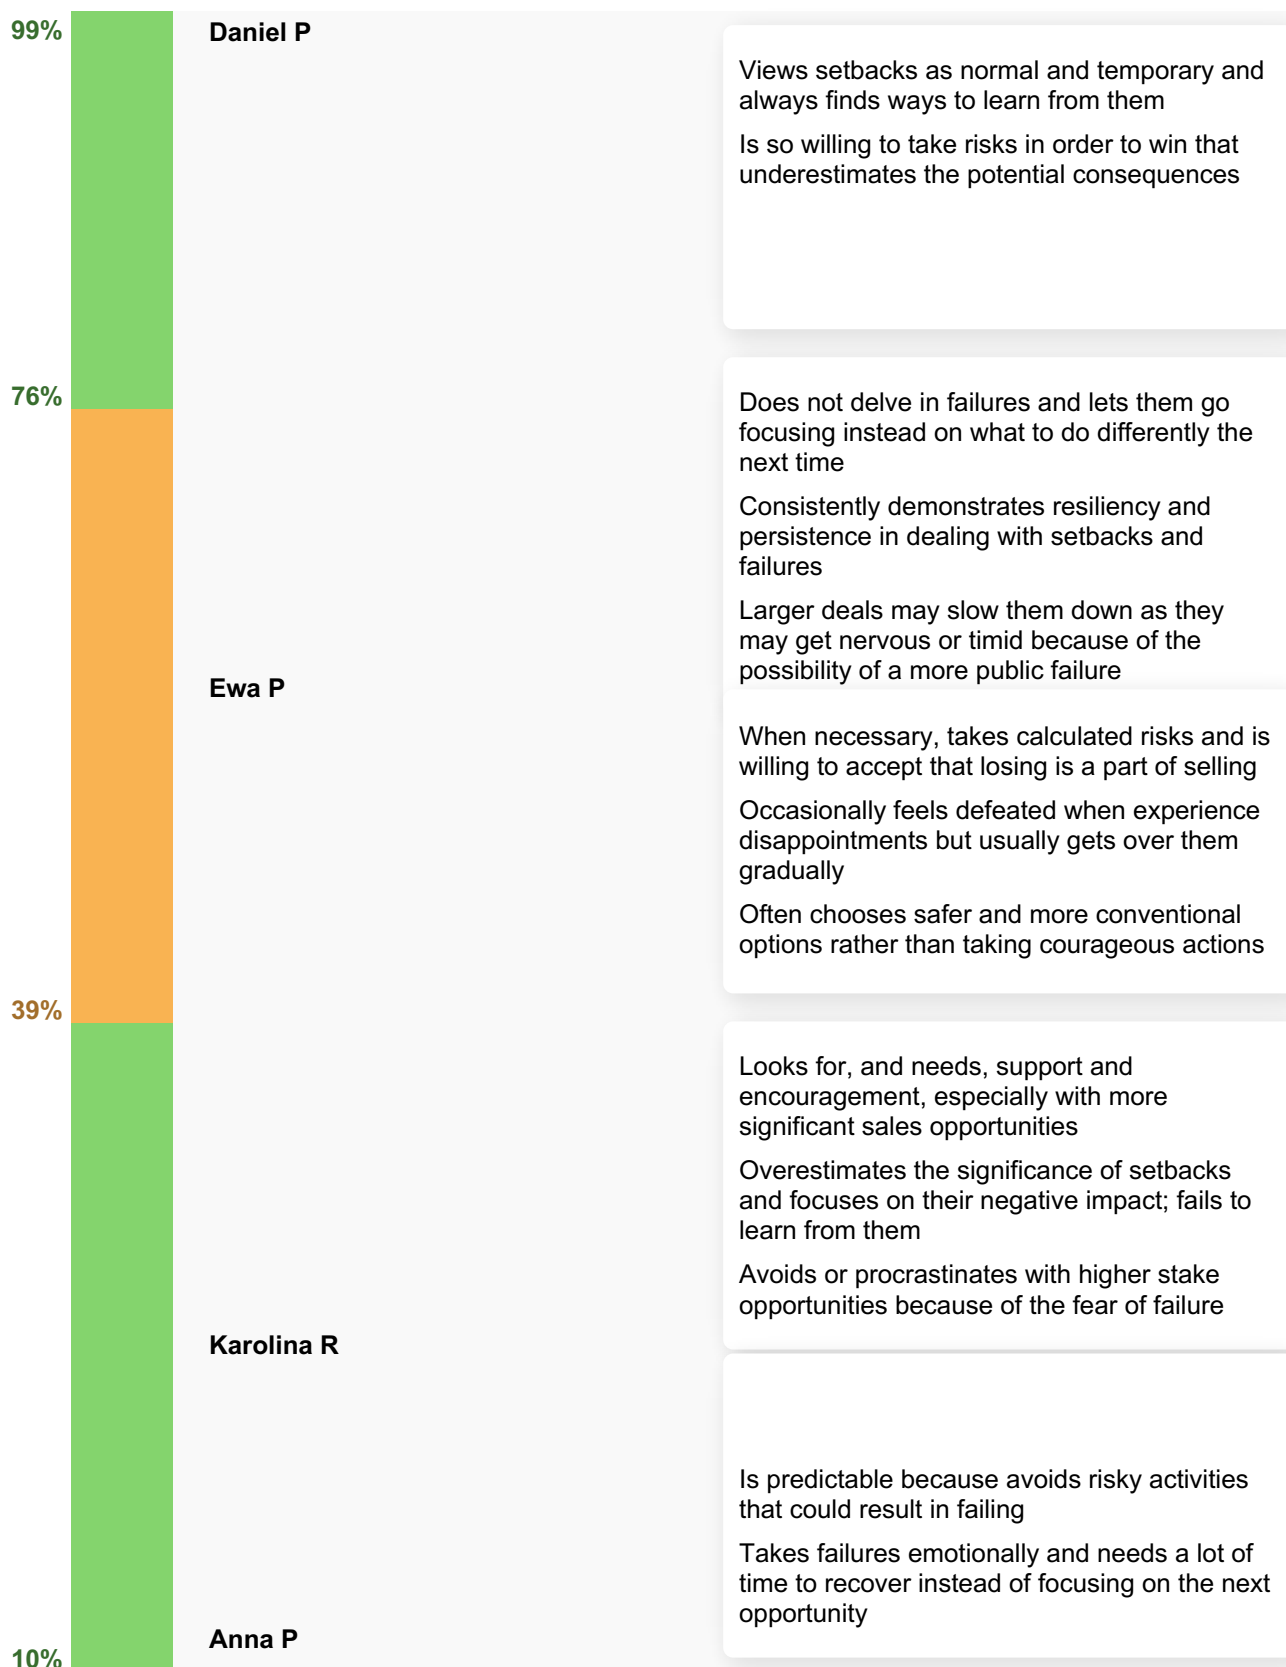 99%
Daniel P
Views setbacks as normal and temporary and
always finds ways to learn from them
Is so willing to take risks in order to win that
underestimates the potential consequences
76%
Does not delve in failures and lets them go
focusing instead on what to do differently the
next time
Consistently demonstrates resiliency and
persistence in dealing with setbacks and
failures
Larger deals may slow them down as they
may get nervous or timid because of the
possibility of a more public failure
Ewa P
When necessary, takes calculated risks and is
willing to accept that losing is a part of selling
Occasionally feels defeated when experience
disappointments but usually gets over them
gradually
Often chooses safer and more conventional
options rather than taking courageous actions
39%
Looks for, and needs, support and
encouragement, especially with more
significant sales opportunities
Overestimates the significance of setbacks
and focuses on their negative impact; fails to
learn from them
Avoids or procrastinates with higher stake
opportunities because of the fear of failure
Karolina R
Is predictable because avoids risky activities
that could result in failing
Takes failures emotionally and needs a lot of
time to recover instead of focusing on the next
opportunity
Anna P
10%